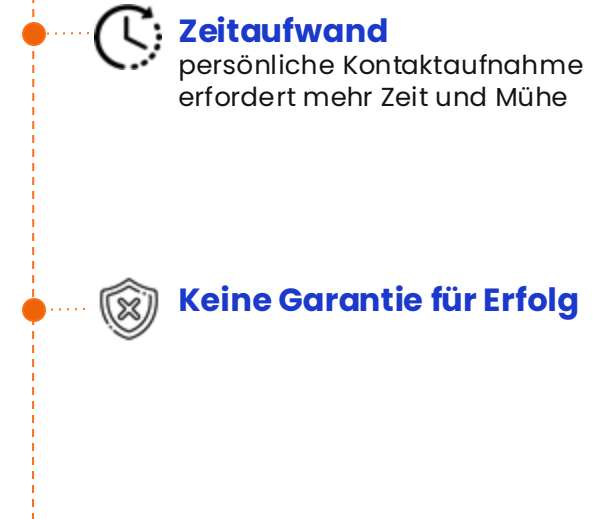 Zeitaufwand
persönliche Kontaktaufnahme
erfordert mehr Zeit und Mühe
Keine Garantie für Erfolg